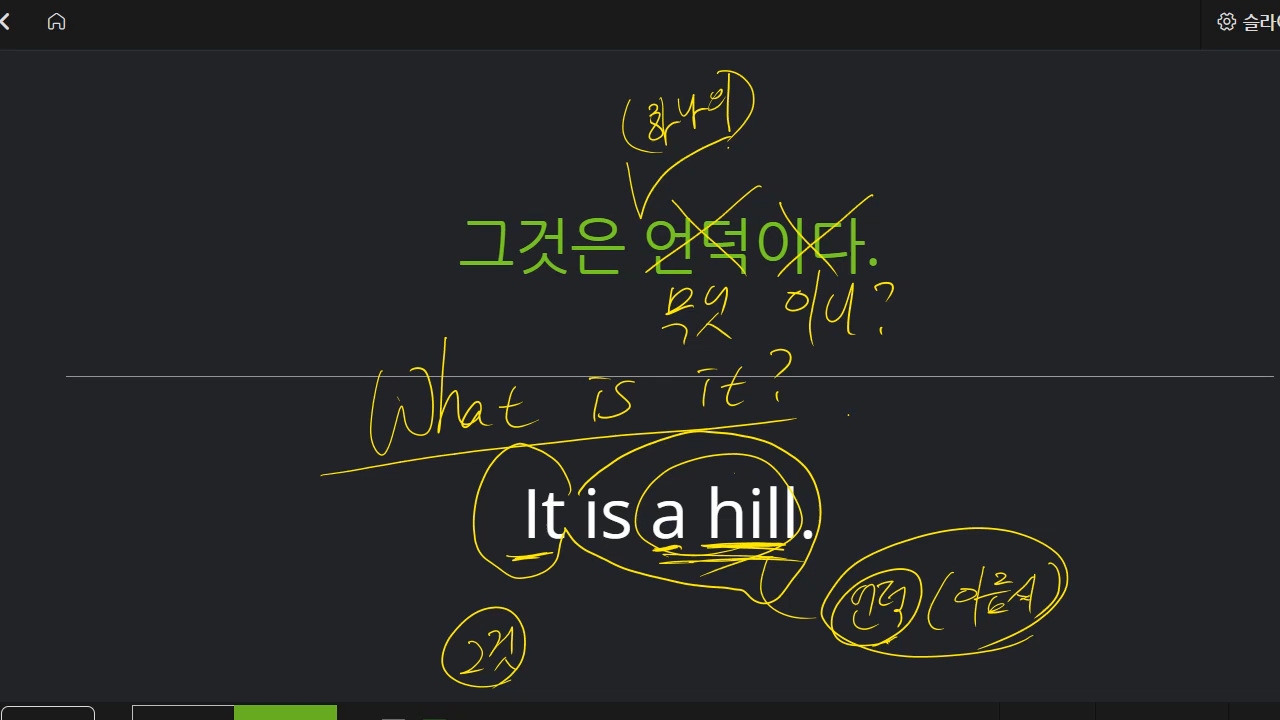 슬라이
(하나의)
그것은 언덕이다.
무엇 이니?
What is it?
It is a hill.
언덕
그것